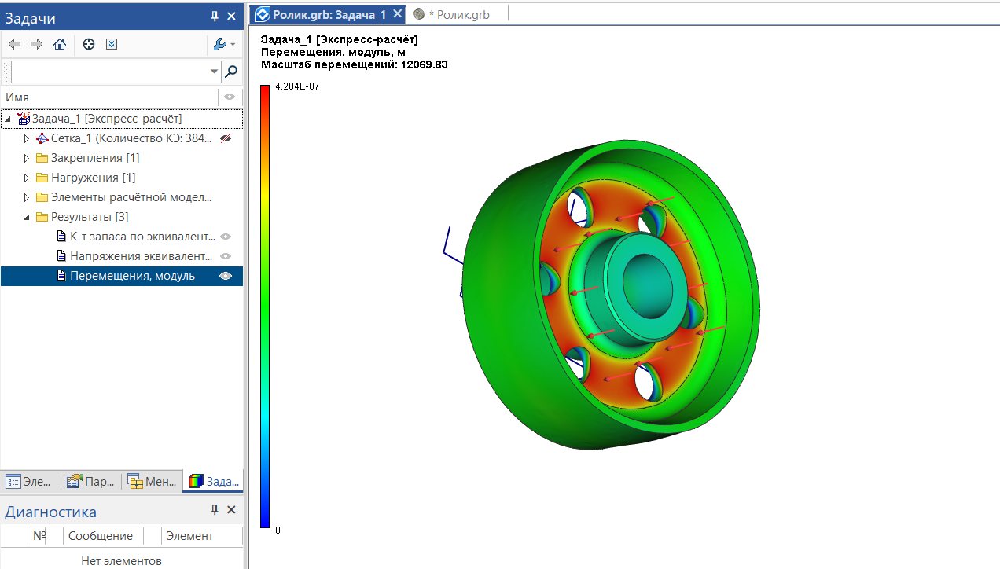 Задачи
Имя
Задача_1 [Экспресс-расчёт]
Сетка_1 (Количество КЭ: 384...
Закрепления [1]
Нагружения [1]
Элементы расчётной модел...
Результаты [3]
К-т запаса по эквивалент...
Напряжения эквивалент...
Перемещения, модуль
Эле...
Пар...
Мен...
Зада...
Диагностика
№
Сообщение
Элемент
Нет элементов
Ролик.grb: Задача_1
* Ролик.grb
Задача_1 [Экспресс-расчёт]
Перемещения, модуль, м
Масштаб перемещений: 12069.83
4.284E-07
0